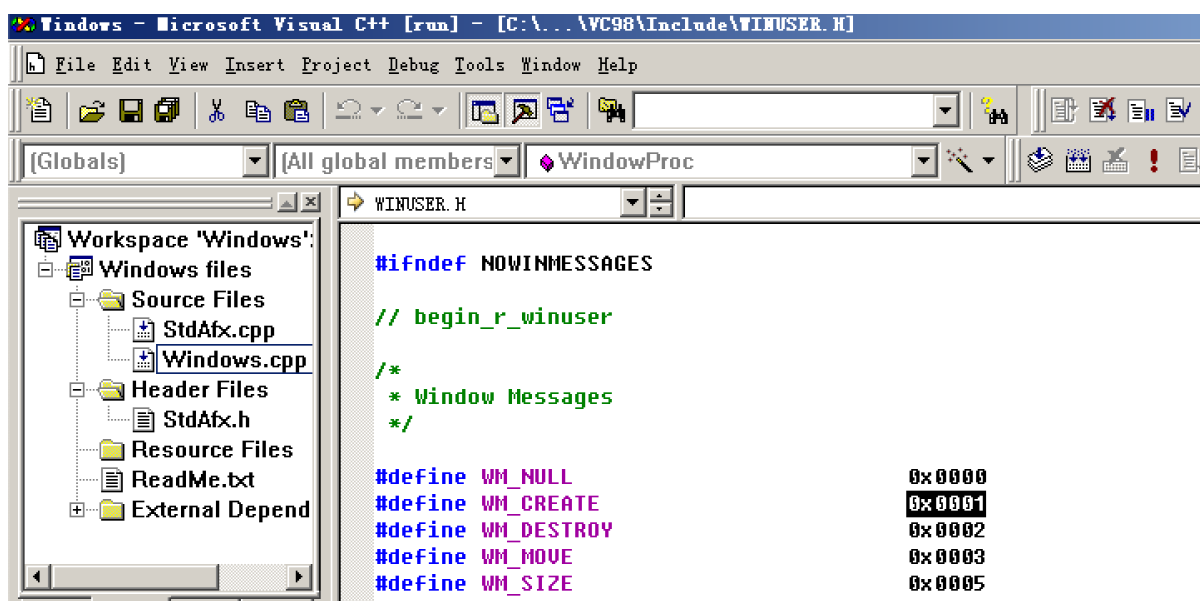 Windows - Microsoft Visual C++ [run] - [C:\...\VC98\Include\WINUSER.H]
File Edit View Insert Project Debug Tools Window Help
(Globals) (All global members WindowProc
WINUSER.H
Workspace 'Windows':
Windows files
Source Files
StdAfx.cpp
Windows.cpp
Header Files
StdAfx.h
Resource Files
ReadMe.txt
External Depend
#ifndef NOWINMESSAGES
// begin_r_winuser
/*
* Window Messages
*/
#define WM_NULL 0x0000
#define WM_CREATE 0x0001
#define WM_DESTROY 0x0002
#define WM_MOVE 0x0003
#define WM_SIZE 0x0005